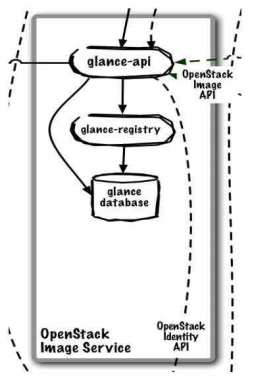 glance-api
OpenStack
Image
API
glance-registry
glance
database
OpenStack
Image Service
OpenStack
Identity
API